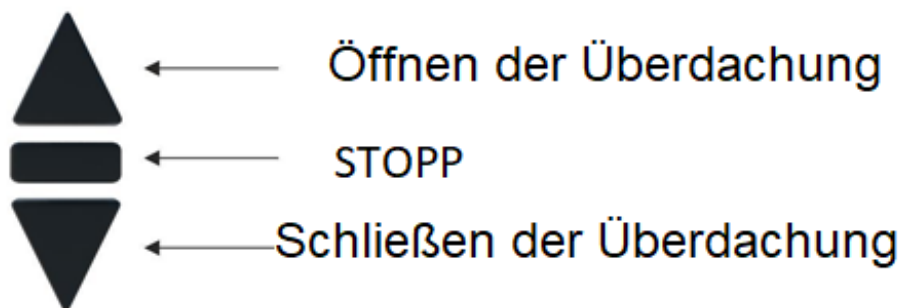 Öffnen der Überdachung
STOPP
Schließen der Überdachung